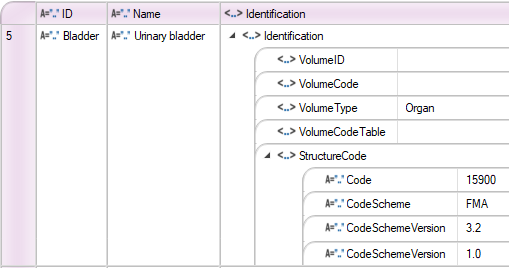 A=".." ID A=".." Name <..> Identification
5 A=".." Bladder A=".." Urinary bladder <..> Identification
<..> VolumeID
<..> VolumeCode
<..> VolumeType Organ
<..> VolumeCodeTable
<..> StructureCode
A=".." Code 15900
A=".." CodeScheme FMA
A=".." CodeSchemeVersion 3.2
A=".." CodeSchemeVersion 1.0